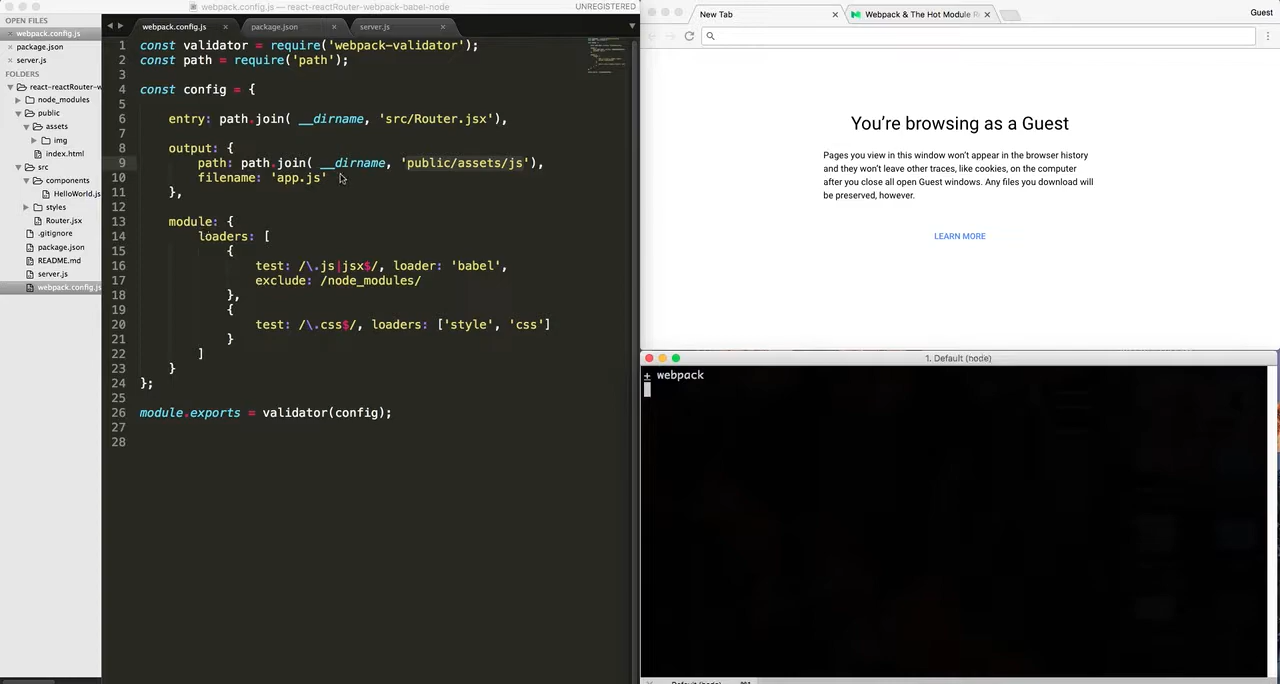 webpack.config.js — react-reactRouter-webpack-babel-node
UNREGISTERED
OPEN FILES
webpack.config.js
package.json
server.js
FOLDERS
react-reactRouter-w
node_modules
public
assets
img
index.html
src
components
HelloWorld.js
styles
Router.jsx
.gitignore
package.json
README.md
server.js
webpack.config.js
webpack.config.js
package.json
server.js
1 const validator = require('webpack-validator');
2 const path = require('path');
3
4 const config = {
5
6 entry: path.join( __dirname, 'src/Router.jsx'),
7
8 output: {
9 path: path.join( __dirname, 'public/assets/js'),
10 filename: 'app.js'
11 },
12
13 module: {
14 loaders: [
15 {
16 test: /\.js|jsx$/, loader: 'babel',
17 exclude: /node_modules/
18 },
19 {
20 test: /\.css$/, loaders: ['style', 'css']
21 }
22 ]
23 }
24 };
25
26 module.exports = validator(config);
27
28
New Tab
Webpack & The Hot Module R
Guest
You're browsing as a Guest
Pages you view in this window won't appear in the browser history
and they won't leave other traces, like cookies, on the computer
after you close all open Guest windows. Any files you download will
be preserved, however.
LEARN MORE
1. Default (node)
+ webpack
Default (node)